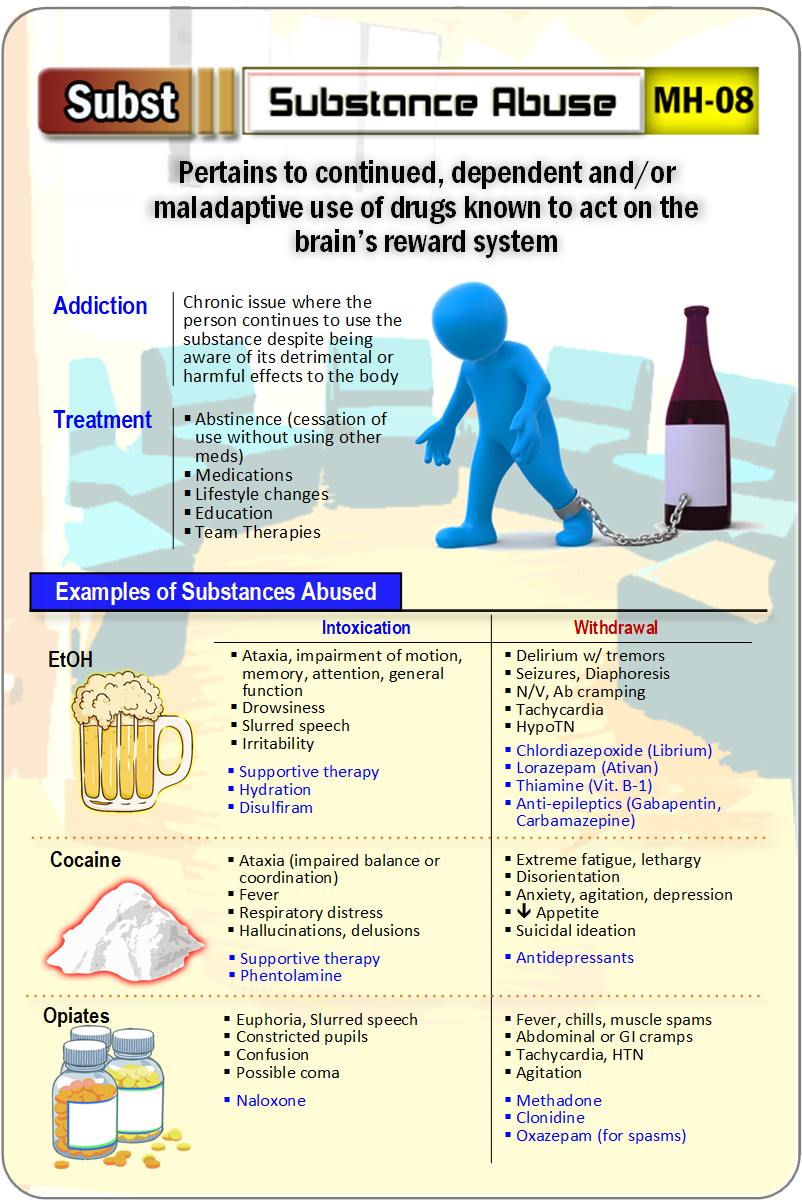 Subst
Substance Abuse
MH-08
Pertains to continued, dependent and/or
maladaptive use of drugs known to act on the
brain's reward system
Addiction
Chronic issue where the
person continues to use the
substance despite being
aware of its detrimental or
harmful effects to the body
Treatment
▪ Abstinence (cessation of
use without using other
meds)
▪ Medications
▪ Lifestyle changes
▪ Education
▪ Team Therapies
Examples of Substances Abused
Intoxication
Withdrawal
EtOH
▪ Ataxia, impairment of motion,
memory, attention, general
function
▪ Drowsiness
▪ Slurred speech
▪ Irritability
▪ Supportive therapy
▪ Hydration
▪ Disulfiram
▪ Delirium w/ tremors
▪ Seizures, Diaphoresis
▪ N/V, Ab cramping
▪ Tachycardia
▪ HypoTN
▪ Chlordiazepoxide (Librium)
▪ Lorazepam (Ativan)
▪ Thiamine (Vit. B-1)
▪ Anti-epileptics (Gabapentin,
Carbamazepine)
Cocaine
▪ Ataxia (impaired balance or
coordination)
▪ Fever
▪ Respiratory distress
▪ Hallucinations, delusions
▪ Supportive therapy
▪ Phentolamine
▪ Extreme fatigue, lethargy
▪ Disorientation
▪ Anxiety, agitation, depression
▪ 🡫 Appetite
▪ Suicidal ideation
▪ Antidepressants
Opiates
▪ Euphoria, Slurred speech
▪ Constricted pupils
▪ Confusion
▪ Possible coma
▪ Naloxone
▪ Fever, chills, muscle spams
▪ Abdominal or GI cramps
▪ Tachycardia, HTN
▪ Agitation
▪ Methadone
▪ Clonidine
▪ Oxazepam (for spasms)